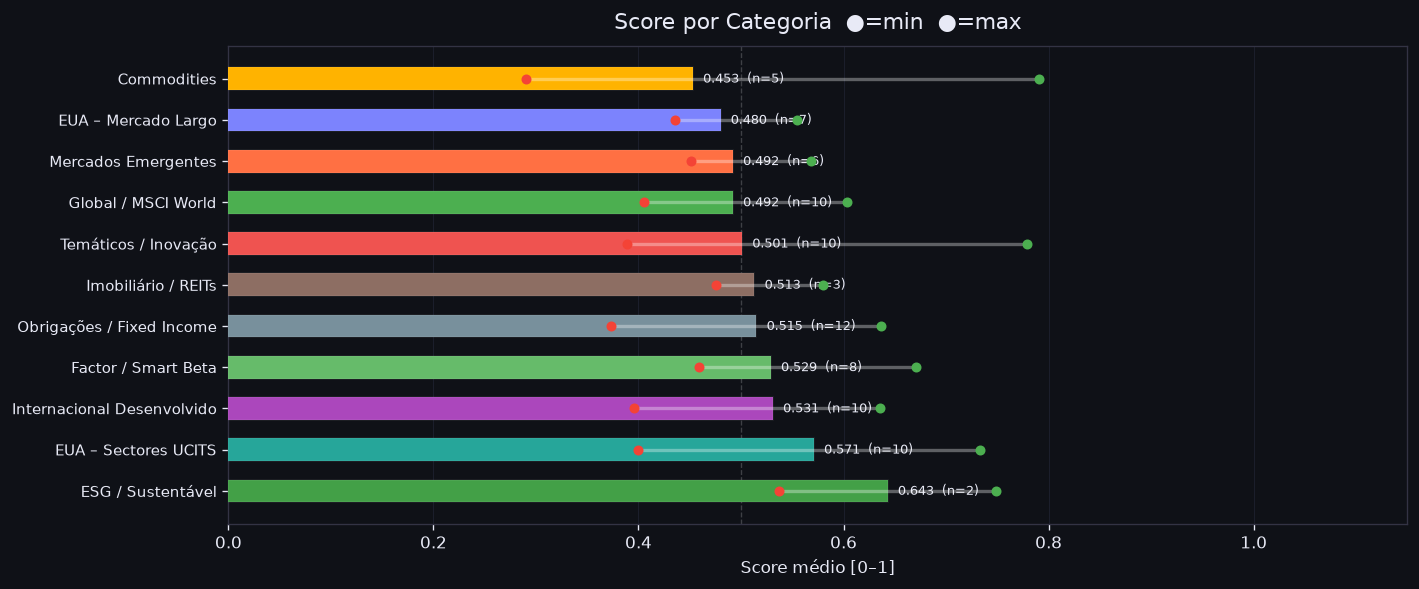 Score por Categoria ●=min ●=max
Commodities 0.453 (n=5)
EUA – Mercado Largo 0.480 (n=7)
Mercados Emergentes 0.492 (n=5)
Global / MSCI World 0.492 (n=10)
Temáticos / Inovação 0.501 (n=10)
Imobiliário / REITs 0.513 (n=3)
Obrigações / Fixed Income 0.515 (n=12)
Factor / Smart Beta 0.529 (n=8)
Internacional Desenvolvido 0.531 (n=10)
EUA – Sectores UCITS 0.571 (n=10)
ESG / Sustentável 0.643 (n=2)
0.0 0.2 0.4 0.6 0.8 1.0
Score médio [0–1]